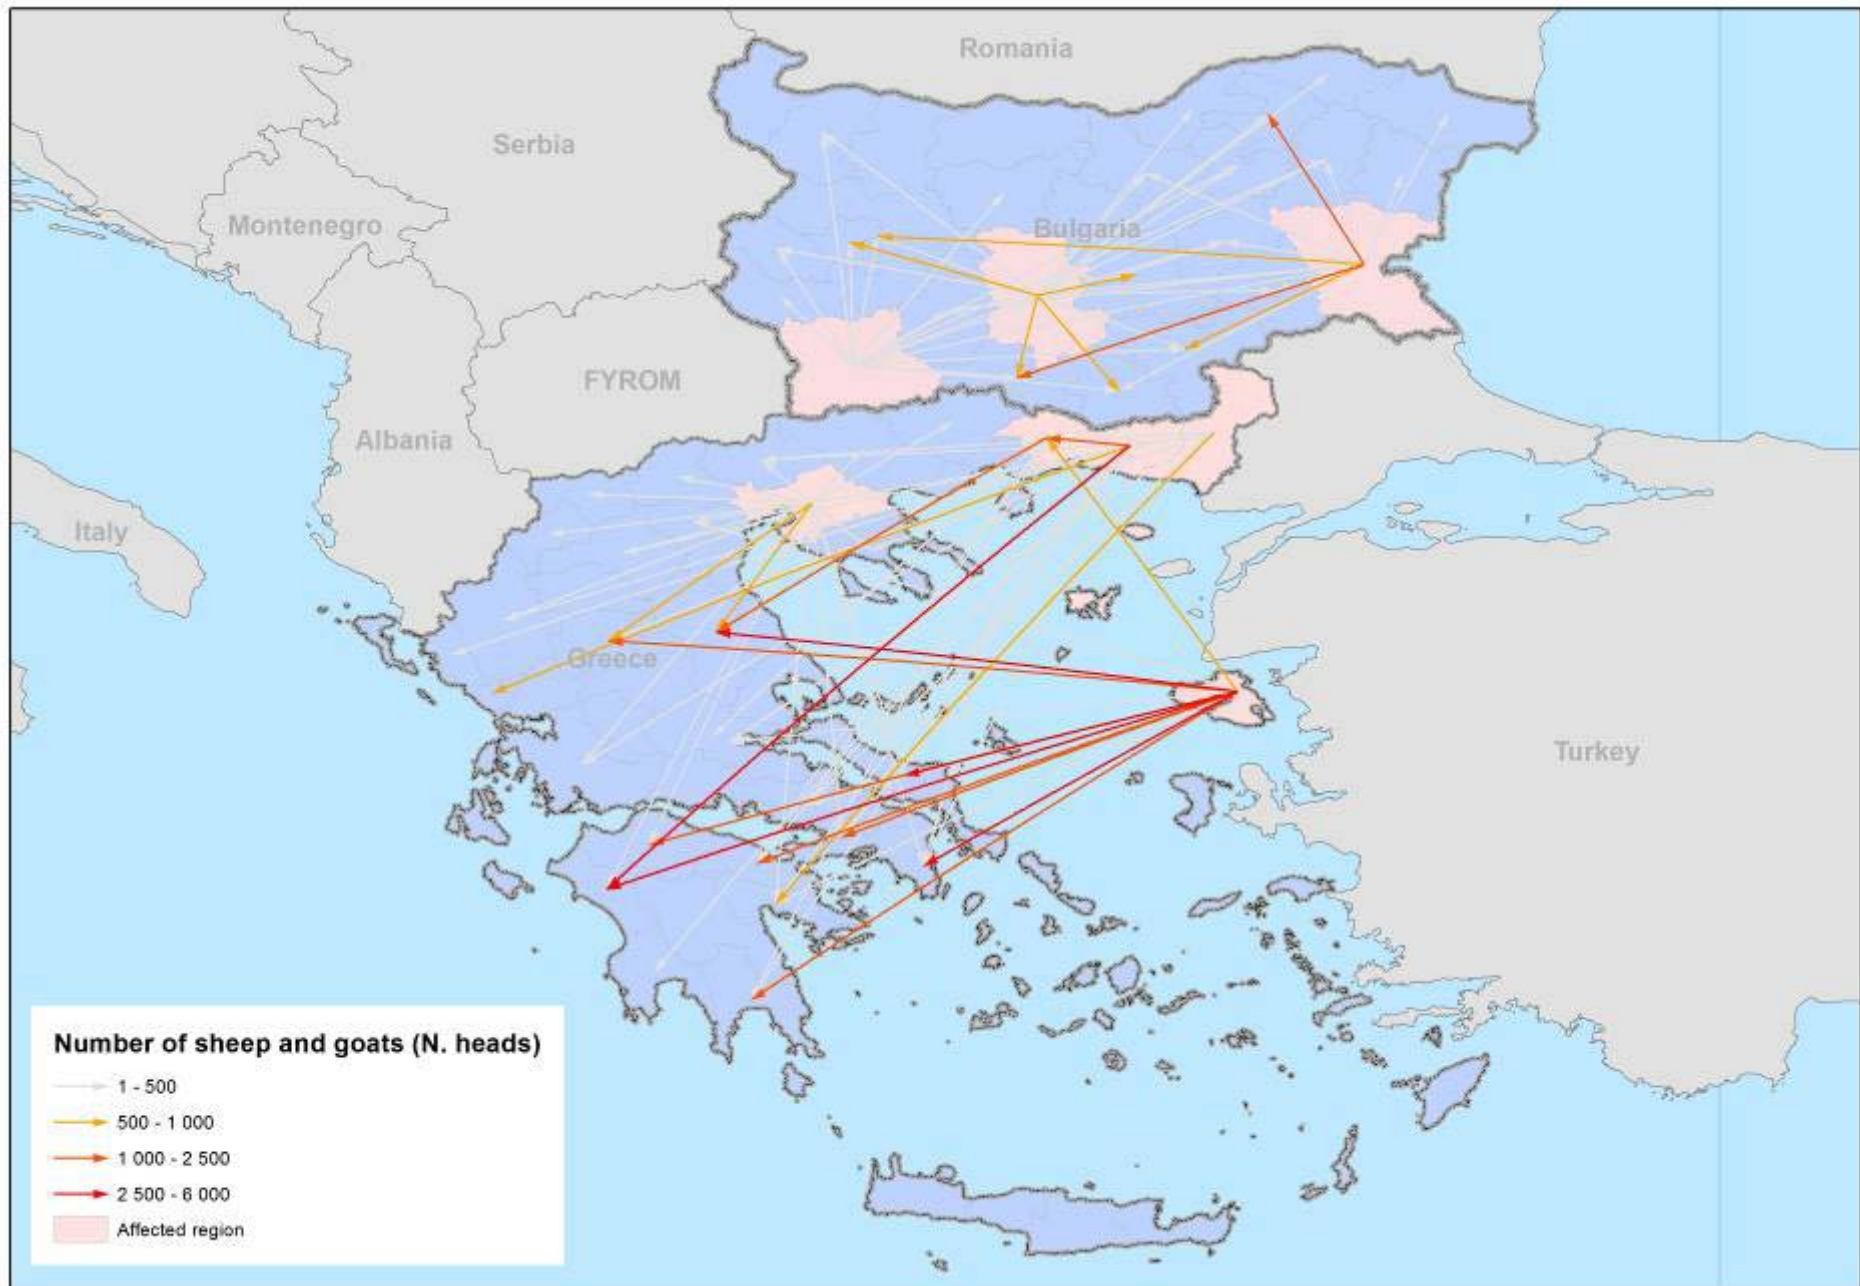 Romania
Serbia
Montenegro
Bulgaria
FYROM
Albania
Italy
Greece
Turkey
Number of sheep and goats (N. heads)
1 - 500
500 - 1 000
1 000 - 2 500
2 500 - 6 000
Affected region